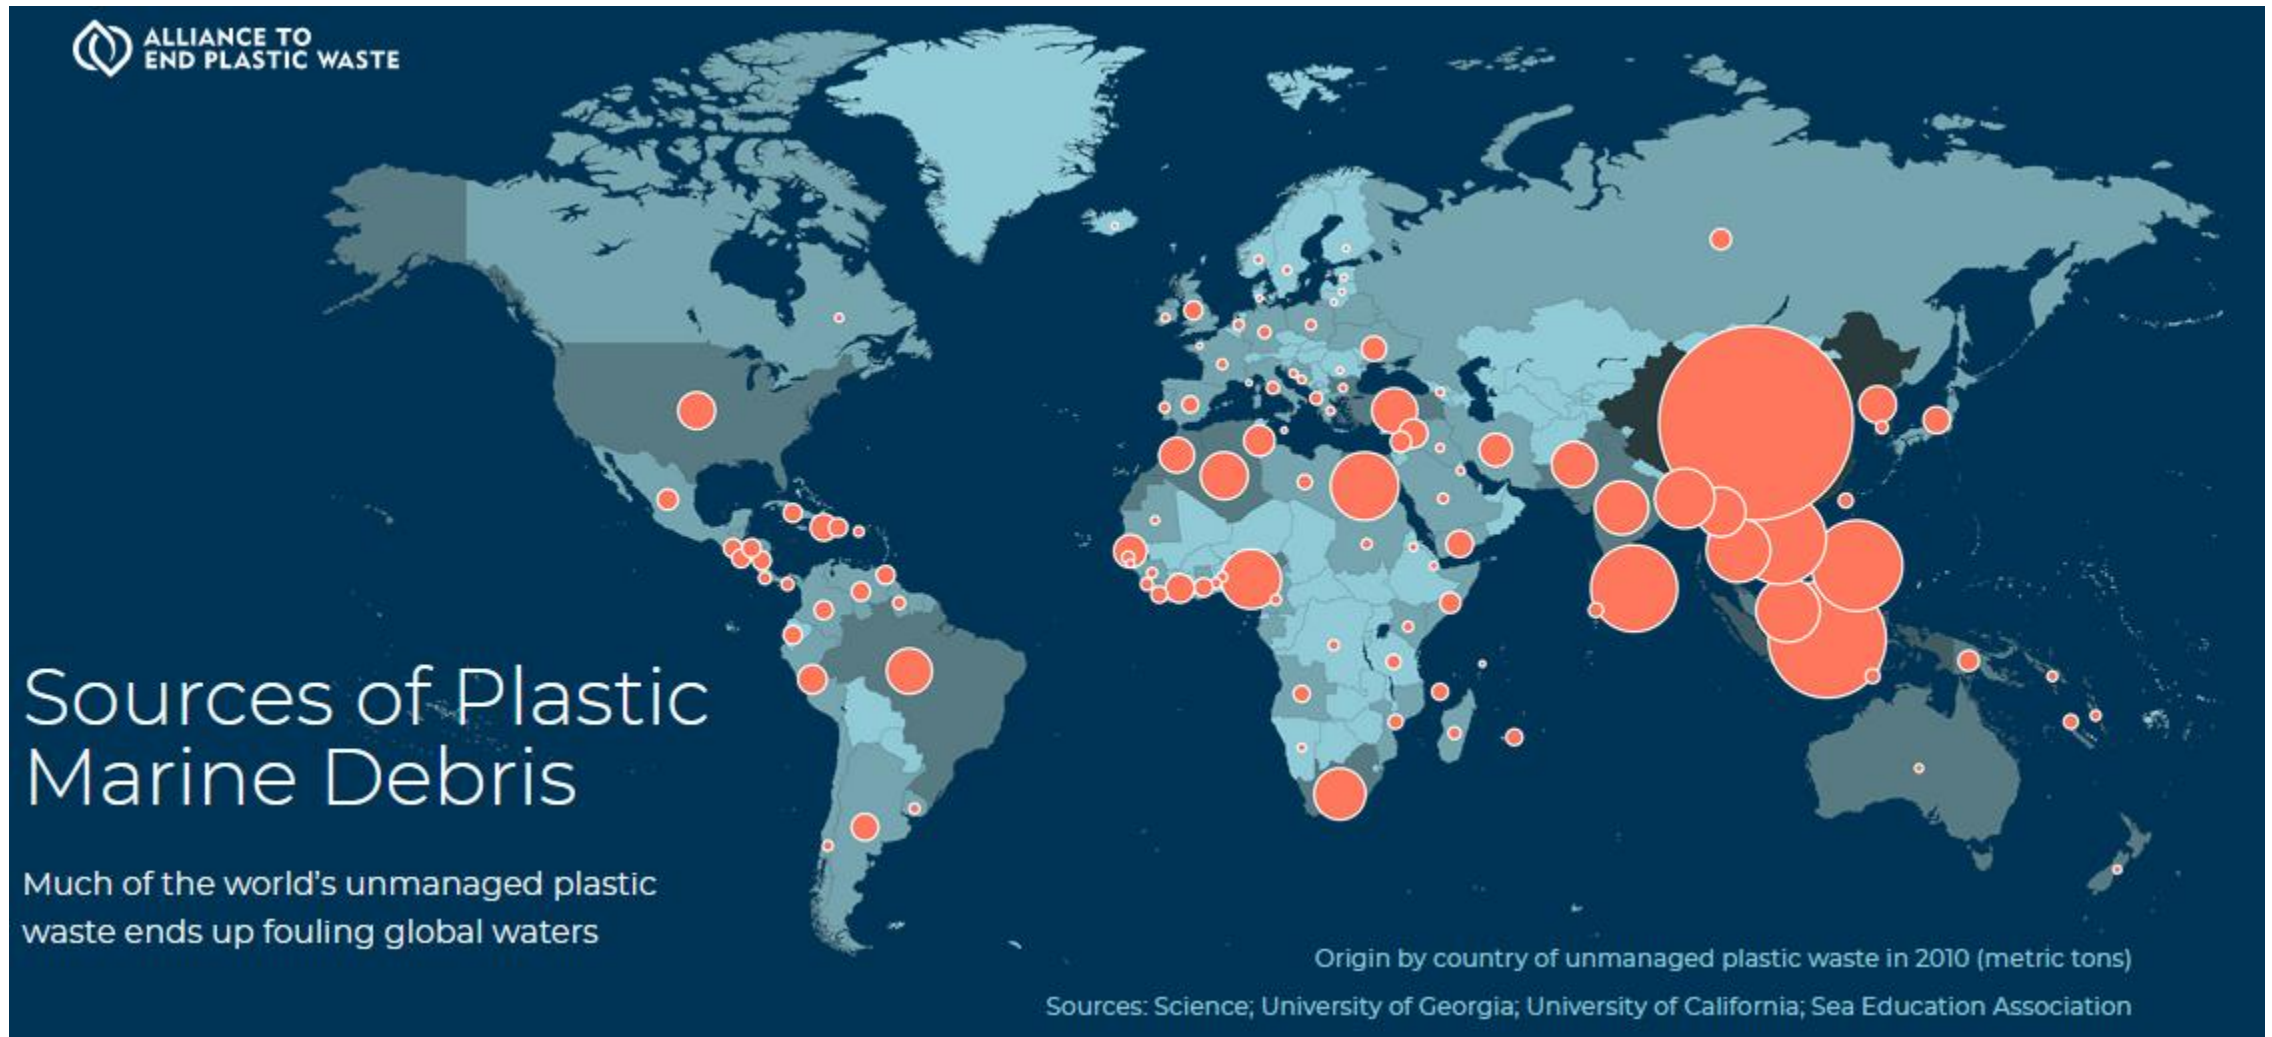 ALLIANCE TO
END PLASTIC WASTE
Sources of Plastic
Marine Debris
Much of the world's unmanaged plastic
waste ends up fouling global waters
Origin by country of unmanaged plastic waste in 2010 (metric tons)
Sources: Science; University of Georgia; University of California; Sea Education Association